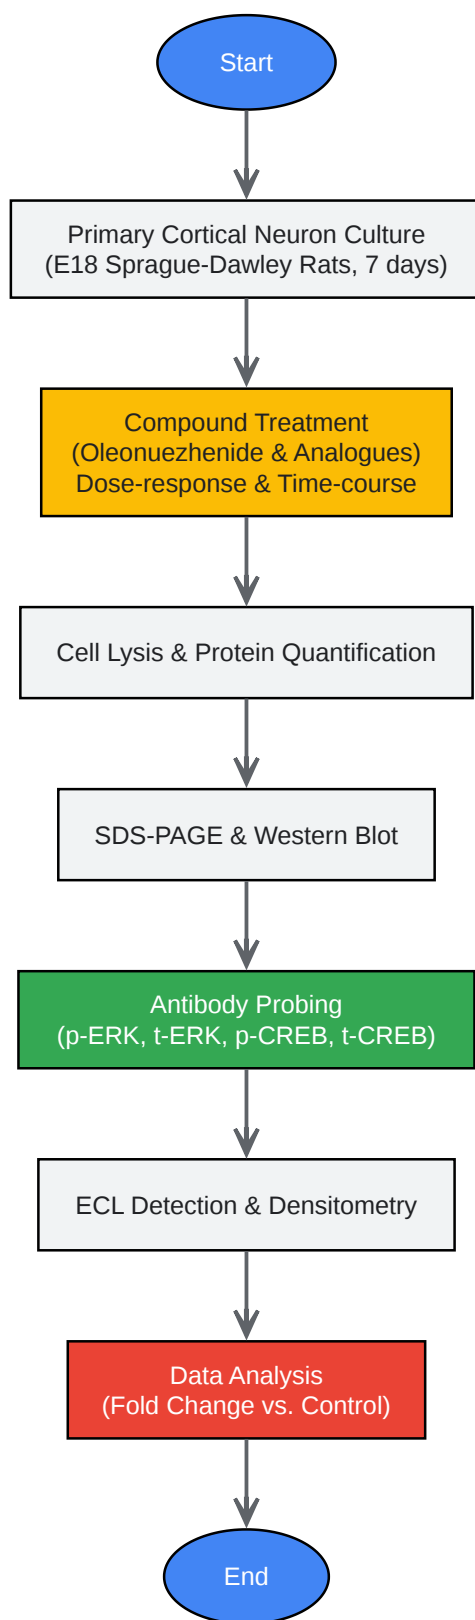 Start
Primary Cortical Neuron Culture
(E18 Sprague-Dawley Rats, 7 days)
Compound Treatment
(Oleonuezhenide & Analogues)
Dose-response & Time-course
Cell Lysis & Protein Quantification
SDS-PAGE & Western Blot
Antibody Probing
(p-ERK, t-ERK, p-CREB, t-CREB)
ECL Detection & Densitometry
Data Analysis
(Fold Change vs. Control)
End